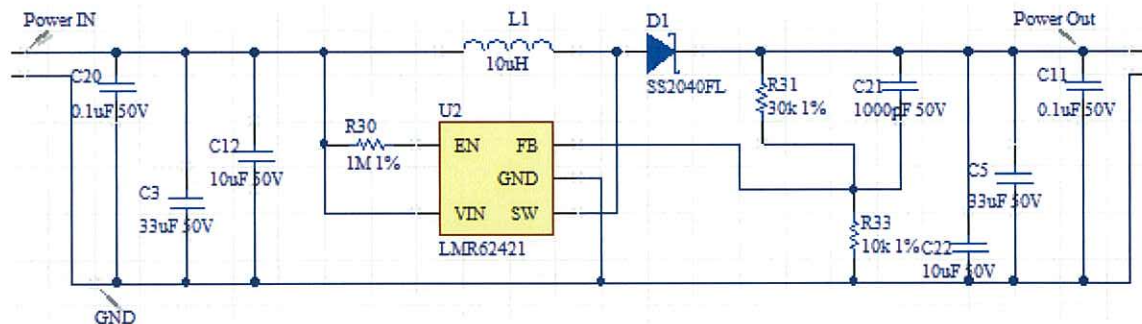 Power IN
L1
10uH
D1
SS2040FL
Power Out
C20
0.1uF 50V
C3
33uF 50V
C12
10uF 50V
R30
1M 1%
U2
EN
FB
GND
VIN
SW
LMR62421
R31
30k 1%
C21
1000pF 50V
C11
0.1uF 50V
C5
33uF 50V
R33
10k 1%
C22
10uF 50V
GND